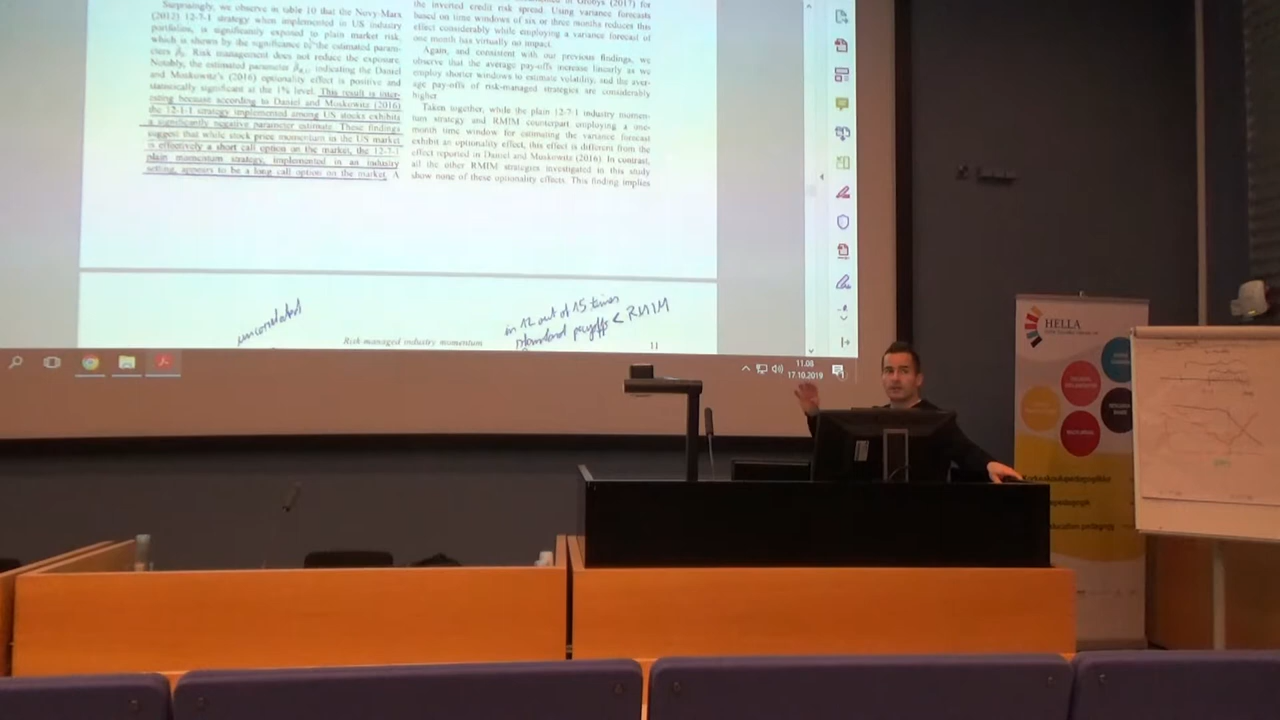 Surprisingly, we observe in table 10 that the Novy-Marx
(2012) 12-7-1 strategy when implemented in US industry
portfolios, is significantly exposed to plain market risk,
which is shown by the significance of the estimated param-
eters. Risk management does not reduce the exposure.
Notably, the estimated parameter indicating the Daniel
and Moskowitz's (2016) optionality effect is positive and
statistically significant at the 1% level. This result is inter-
esting because according to Daniel and Moskowitz (2016)
the 12-1-1 strategy implemented among US stocks exhibits
a significantly negative parameter estimate. These findings
suggest that while stock price momentum in the US market
is effectively a short call option on the market, the 12-7-1
plain momentum strategy, implemented in an industry
setting, appears to be a long call option on the market. A
Grobys (2017) for
the inverted credit risk spread. Using variance forecasts
based on time windows of six or three months reduces this
effect considerably while employing a variance forecast of
one month has virtually no impact.
Again, and consistent with our previous findings, we
observe that the average pay-offs increase linearly as we
employ shorter windows to estimate volatility, and the aver-
age pay-offs of risk-managed strategies are considerably
higher.
Taken together, while the plain 12-7-1 industry momen-
tum strategy and RMIM counterpart employing a one-
month time window for estimating the variance forecast
exhibit an optionality effect, this effect is different from the
effect reported in Daniel and Moskowitz (2016). In contrast,
all the other RMIM strategies investigated in this study
show none of these optionality effects. This finding implies
uncorrelated
in 12 out of 15 times
standard payoffs < RMIM
Risk managed industry momentum
11
11.08
17.10.2019
HELLA